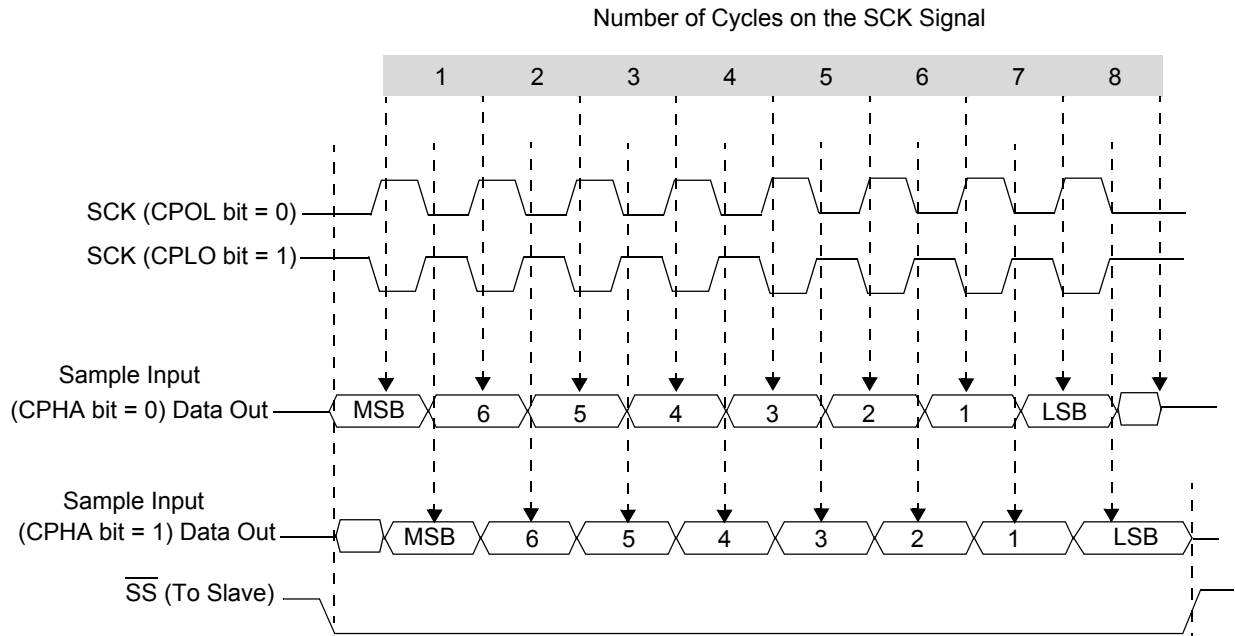 Number of Cycles on the SCK Signal
1 2 3 4 5 6 7 8
SCK (CPOL bit = 0)
SCK (CPLO bit = 1)
Sample Input
(CPHA bit = 0) Data Out
MSB 6 5 4 3 2 1 LSB
Sample Input
(CPHA bit = 1) Data Out
MSB 6 5 4 3 2 1 LSB
SS (To Slave)